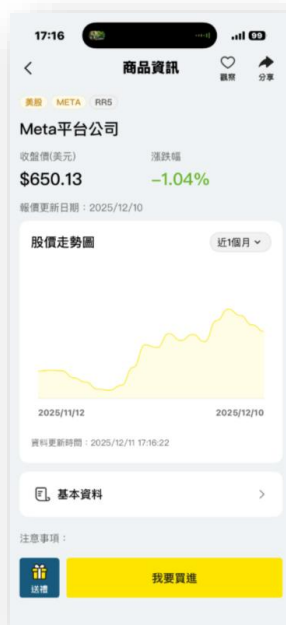 17:16
99
商品資訊
觀察
分享
美股 META RR5
Meta平台公司
收盤價(美元) 漲跌幅
$650.13 −1.04%
報價更新日期：2025/12/10
股價走勢圖 近1個月
2025/11/12 2025/12/10
資料更新時間：2025/12/11 17:16:22
基本資料
注意事項：
送禮
我要買進